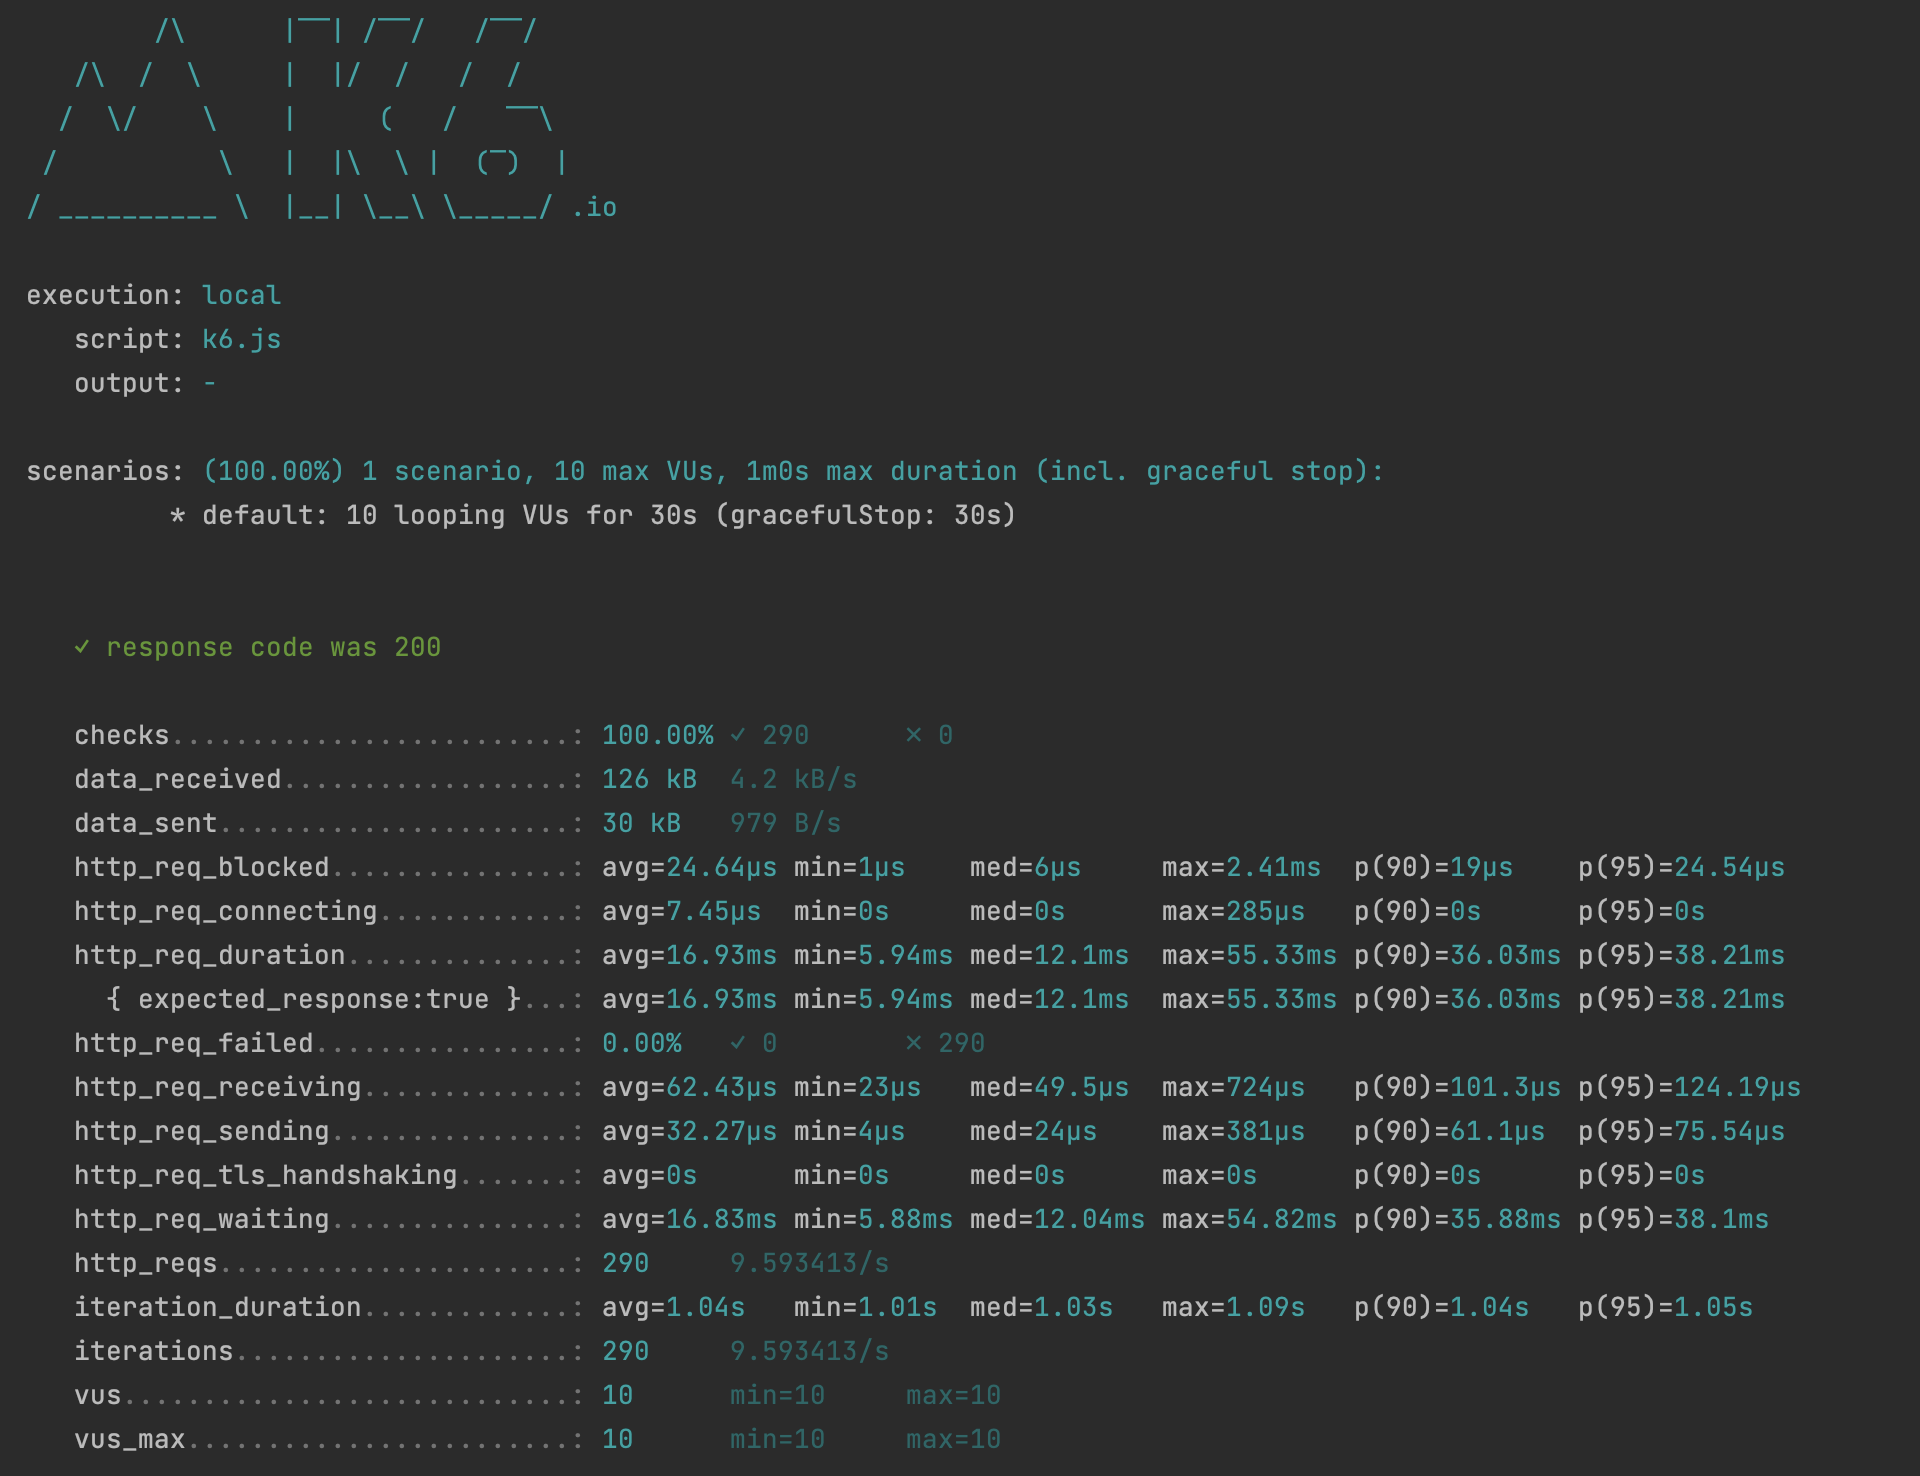 /\      |‾‾| /‾‾/   /‾‾/
     /\  /  \     |  |/  /   /  /
    /  \/    \    |     (   /   ‾‾\
   /          \   |  |\  \ |  (‾)  |
  / __________ \  |__| \__\ \_____/ .io
execution: local
script: k6.js
output: -
scenarios: (100.00%) 1 scenario, 10 max VUs, 1m0s max duration (incl. graceful stop):
* default: 10 looping VUs for 30s (gracefulStop: 30s)
✓ response code was 200
checks.........................: 100.00% ✓ 290      ✗ 0
data_received..................: 126 kB  4.2 kB/s
data_sent......................: 30 kB   979 B/s
http_req_blocked...............: avg=24.64µs min=1µs    med=6µs     max=2.41ms  p(90)=19µs    p(95)=24.54µs
http_req_connecting............: avg=7.45µs  min=0s     med=0s      max=285µs   p(90)=0s      p(95)=0s
http_req_duration..............: avg=16.93ms min=5.94ms med=12.1ms  max=55.33ms p(90)=36.03ms p(95)=38.21ms
{ expected_response:true }...: avg=16.93ms min=5.94ms med=12.1ms  max=55.33ms p(90)=36.03ms p(95)=38.21ms
http_req_failed................: 0.00%   ✓ 0        ✗ 290
http_req_receiving.............: avg=62.43µs min=23µs   med=49.5µs  max=724µs   p(90)=101.3µs p(95)=124.19µs
http_req_sending...............: avg=32.27µs min=4µs    med=24µs    max=381µs   p(90)=61.1µs  p(95)=75.54µs
http_req_tls_handshaking.......: avg=0s      min=0s     med=0s      max=0s      p(90)=0s      p(95)=0s
http_req_waiting...............: avg=16.83ms min=5.88ms med=12.04ms max=54.82ms p(90)=35.88ms p(95)=38.1ms
http_reqs......................: 290     9.593413/s
iteration_duration.............: avg=1.04s   min=1.01s  med=1.03s   max=1.09s   p(90)=1.04s   p(95)=1.05s
iterations.....................: 290     9.593413/s
vus............................: 10      min=10     max=10
vus_max........................: 10      min=10     max=10